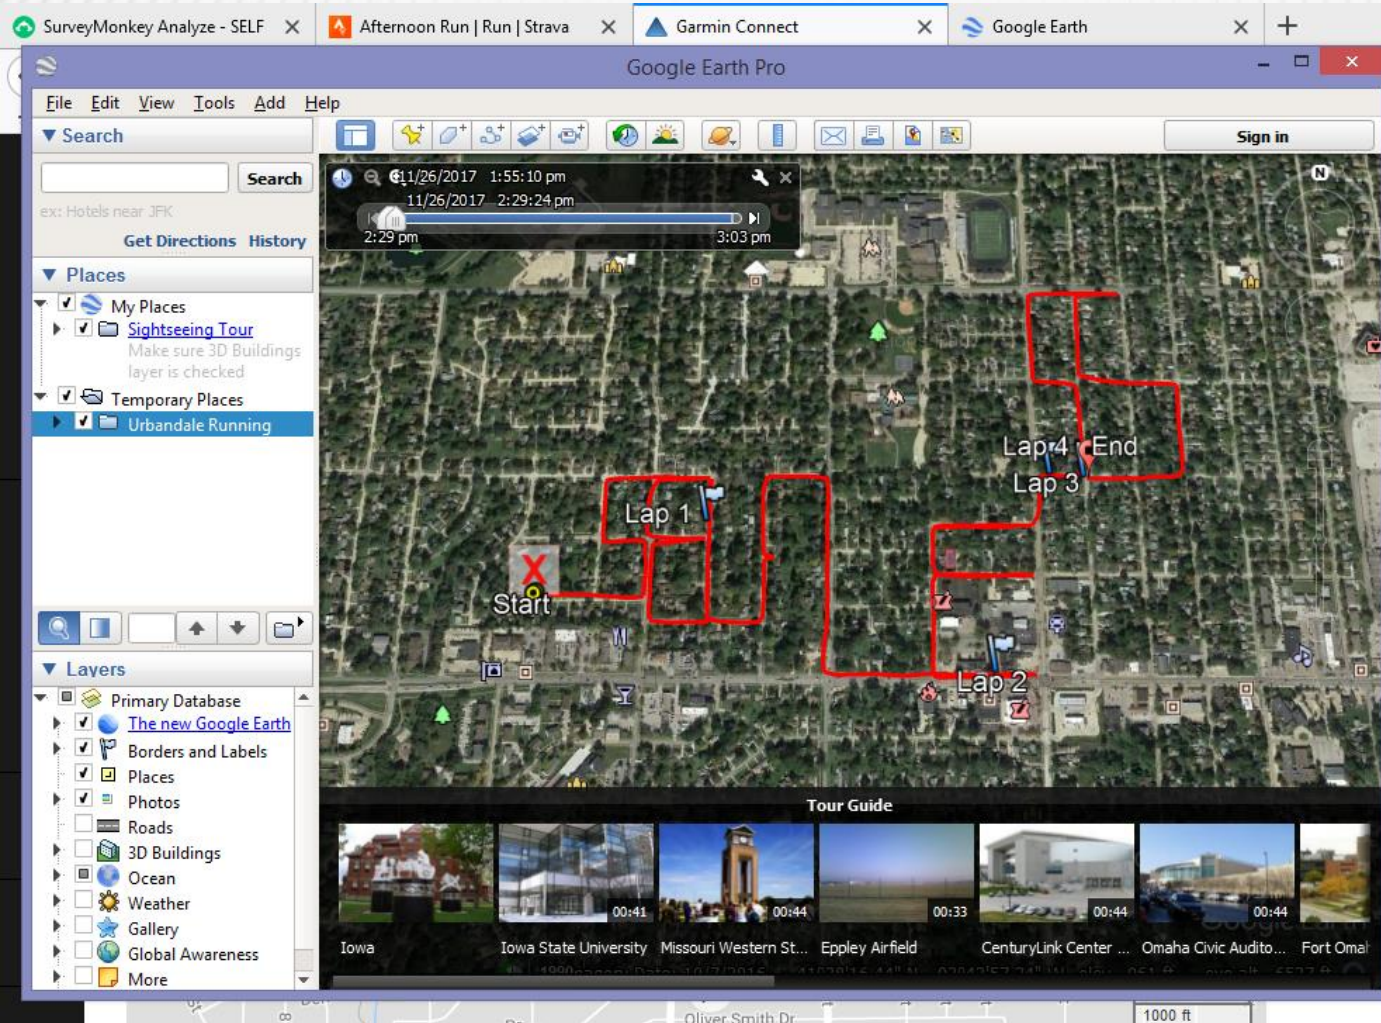 SurveyMonkey Analyze - SELF
Afternoon Run | Run | Strava
Garmin Connect
Google Earth
Google Earth Pro
File Edit View Tools Add Help
Search
Sign in
Search
ex: Hotels near JFK
Get Directions History
11/26/2017 1:55:10 pm
11/26/2017 2:29:24 pm
2:29 pm
3:03 pm
N
Places
My Places
Sightseeing Tour
Make sure 3D Buildings
layer is checked
Temporary Places
Urbandale Running
Lap 4 End
Lap 3
Lap 1
X
Start
Lap 2
Layers
Primary Database
The new Google Earth
Borders and Labels
Places
Photos
Roads
3D Buildings
Ocean
Weather
Gallery
Global Awareness
More
Tour Guide
00:41
00:44
00:33
00:44
00:44
Iowa
Iowa State University
Missouri Western St...
Eppley Airfield
CenturyLink Center ...
Omaha Civic Audito...
Fort Omah
Oliver Smith Dr
1000 ft